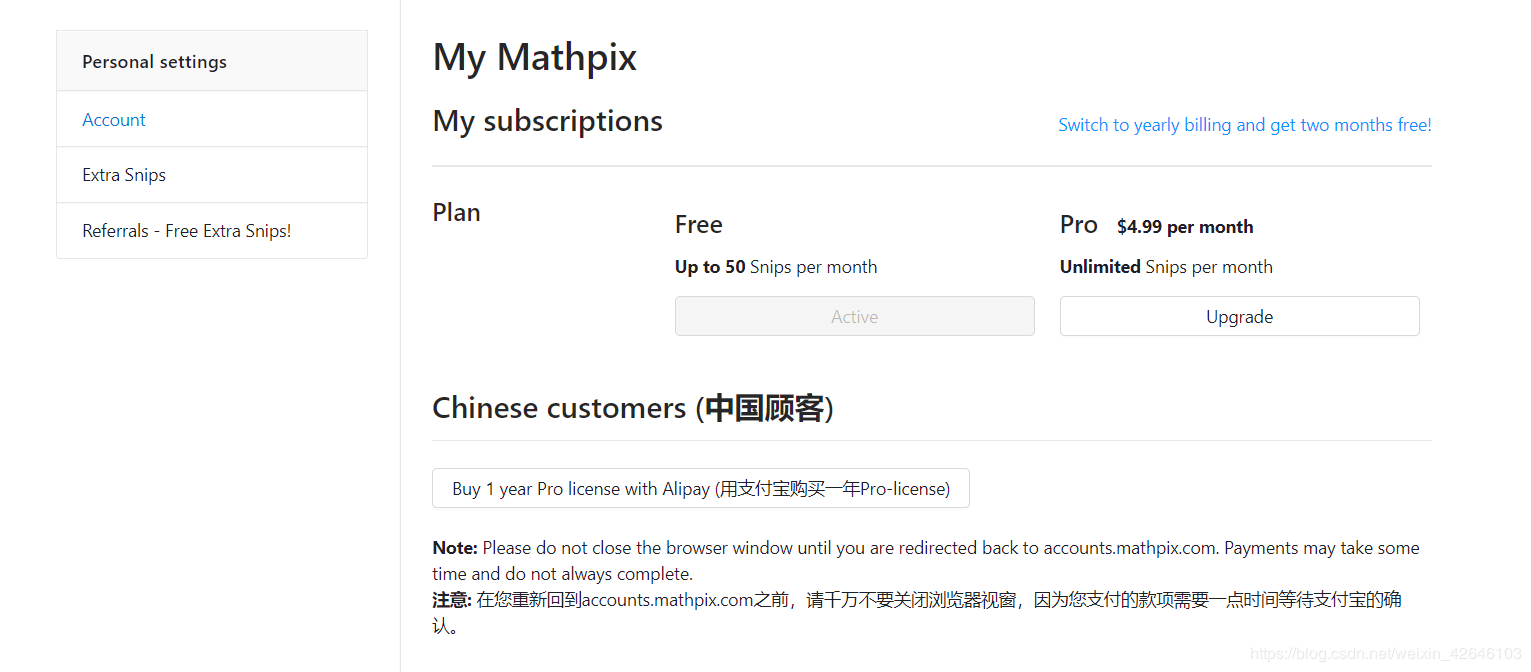 Personal settings
Account
Extra Snips
Referrals - Free Extra Snips!
My Mathpix
My subscriptions
Switch to yearly billing and get two months free!
Plan
Free
Up to 50 Snips per month
Active
Pro $4.99 per month
Unlimited Snips per month
Upgrade
Chinese customers (中国顾客)
Buy 1 year Pro license with Alipay (用支付宝购买一年Pro-license)
Note: Please do not close the browser window until you are redirected back to accounts.mathpix.com. Payments may take some
time and do not always complete.
注意: 在您重新回到accounts.mathpix.com之前，请千万不要关闭浏览器视窗，因为您支付的款项需要一点时间等待支付宝的确
认。
https://blog.csdn.net/weixin_42646103